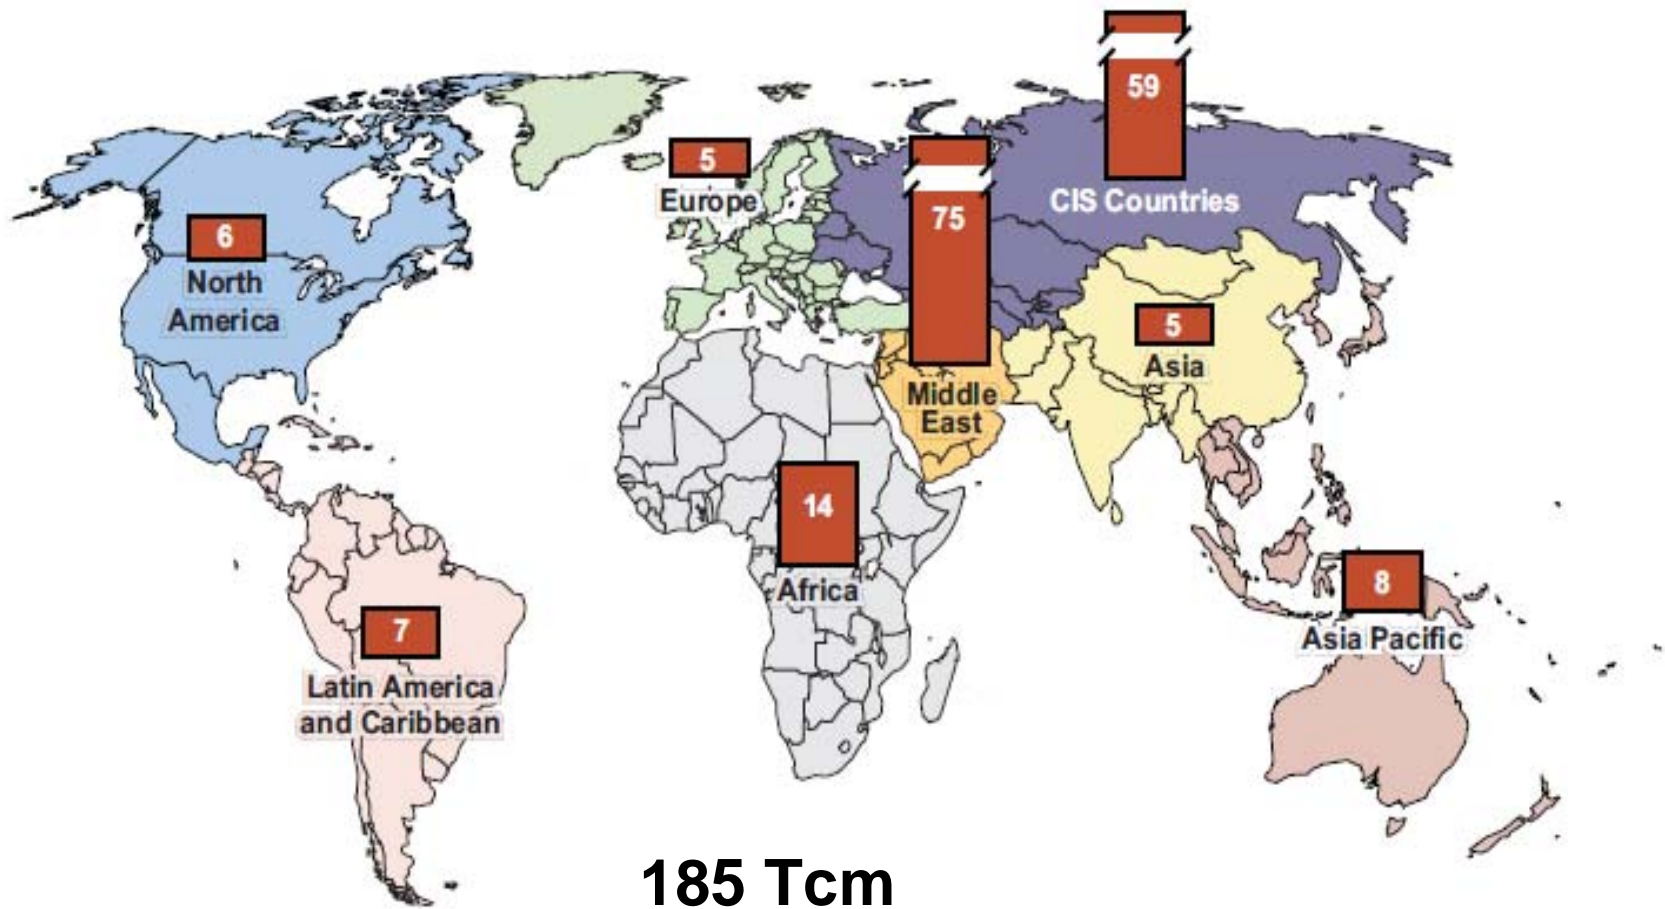 59
5
Europe
CIS Countries
75
6
North
America
5
Asia
Middle
East
14
Africa
8
Asia Pacific
7
Latin America
and Caribbean
185 Tcm